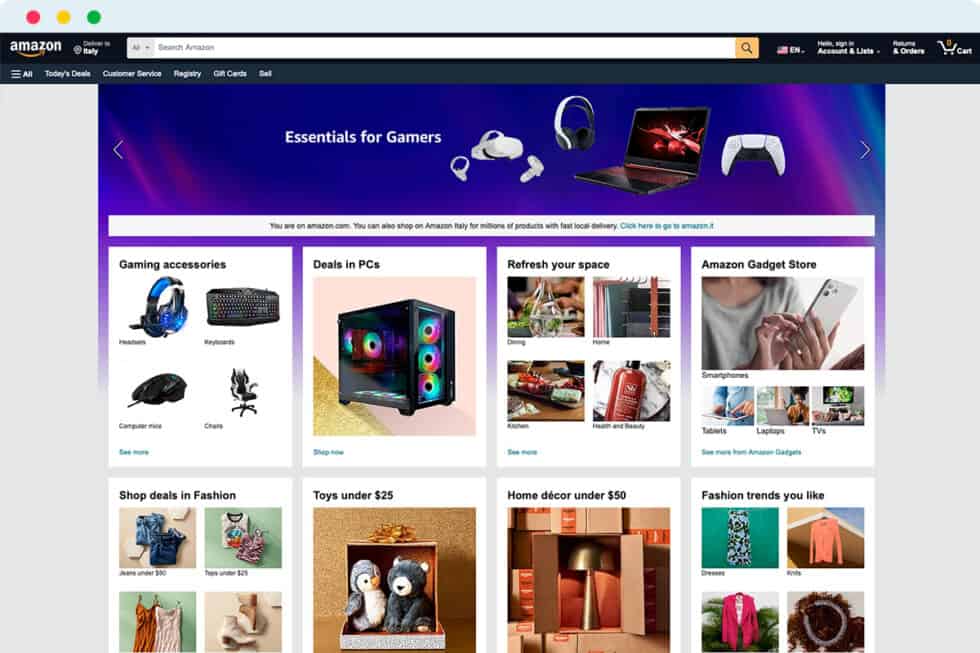 amazon
Deliver to
Italy
All
Search Amazon
EN
Hello, sign in
Account & Lists
Returns
& Orders
0
Cart
All
Today's Deals
Customer Service
Registry
Gift Cards
Sell
Essentials for Gamers
You are on amazon.com. You can also shop on Amazon Italy for millions of products with fast local delivery. Click here to go to amazon.it
Gaming accessories
Headsets
Keyboards
Computer mice
Chairs
See more
Deals in PCs
Shop now
Refresh your space
Dining
Home
Kitchen
Health and Beauty
See more
Amazon Gadget Store
Smartphones
Tablets
Laptops
TVs
See more from Amazon Gadgets
Shop deals in Fashion
Jeans under $50
Tops under $25
Toys under $25
Home décor under $50
Fashion trends you like
Dresses
Knits